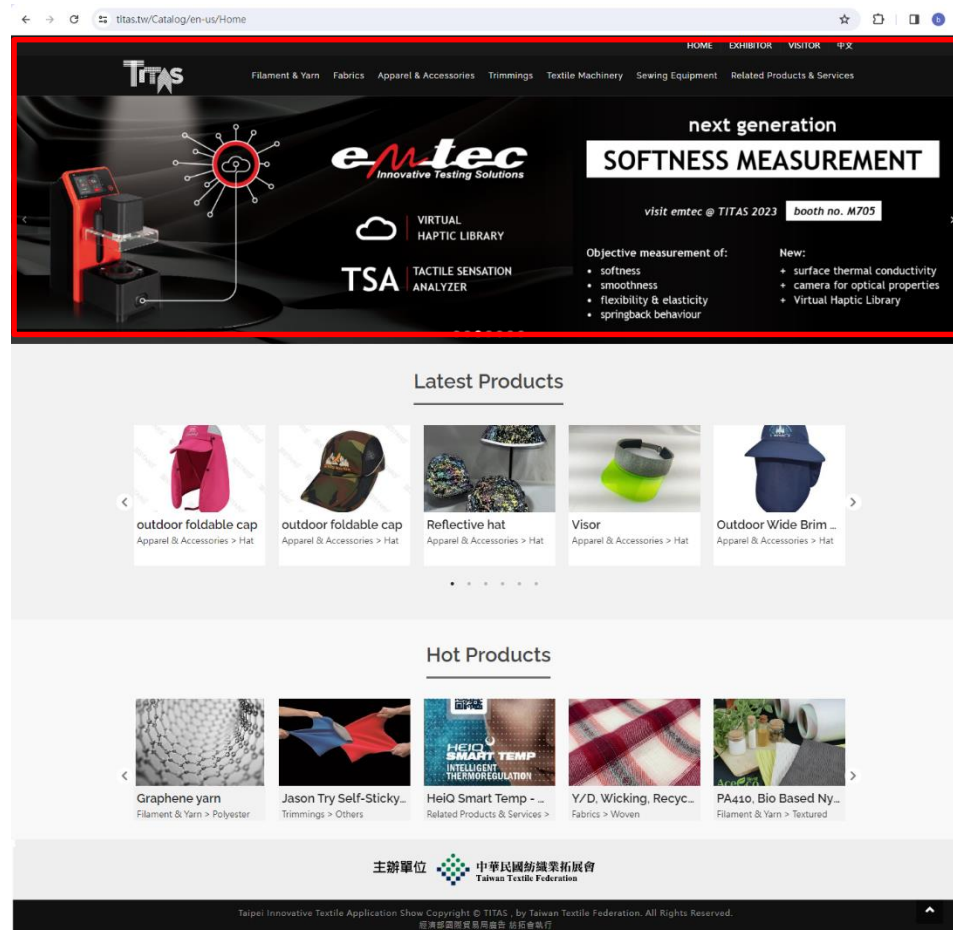 titas.tw/Catalog/en-us/Home
HOME EXHIBITOR VISITOR 中文
TITAS
Filament & Yarn Fabrics Apparel & Accessories Trimmings Textile Machinery Sewing Equipment Related Products & Services
emtec
Innovative Testing Solutions
VIRTUAL
HAPTIC LIBRARY
TSA
TACTILE SENSATION
ANALYZER
next generation
SOFTNESS MEASUREMENT
visit emtec @ TITAS 2023 booth no. M705
Objective measurement of:
• softness
• smoothness
• flexibility & elasticity
• springback behaviour
New:
+ surface thermal conductivity
+ camera for optical properties
+ Virtual Haptic Library
Latest Products
outdoor foldable cap
Apparel & Accessories > Hat
outdoor foldable cap
Apparel & Accessories > Hat
Reflective hat
Apparel & Accessories > Hat
Visor
Apparel & Accessories > Hat
Outdoor Wide Brim ...
Apparel & Accessories > Hat
Hot Products
HEIQ
SMART TEMP
INTELLIGENT
THERMOREGULATION
Graphene yarn
Filament & Yarn > Polyester
Jason Try Self-Sticky...
Trimmings > Others
HeiQ Smart Temp - ...
Related Products & Services >
Y/D, Wicking, Recyc...
Fabrics > Woven
PA410, Bio Based Ny...
Filament & Yarn > Textured
主辦單位
中華民國紡織業拓展會
Taiwan Textile Federation
Taipei Innovative Textile Application Show Copyright © TITAS , by Taiwan Textile Federation. All Rights Reserved.
經濟部國際貿易局廣告 紡拓會執行